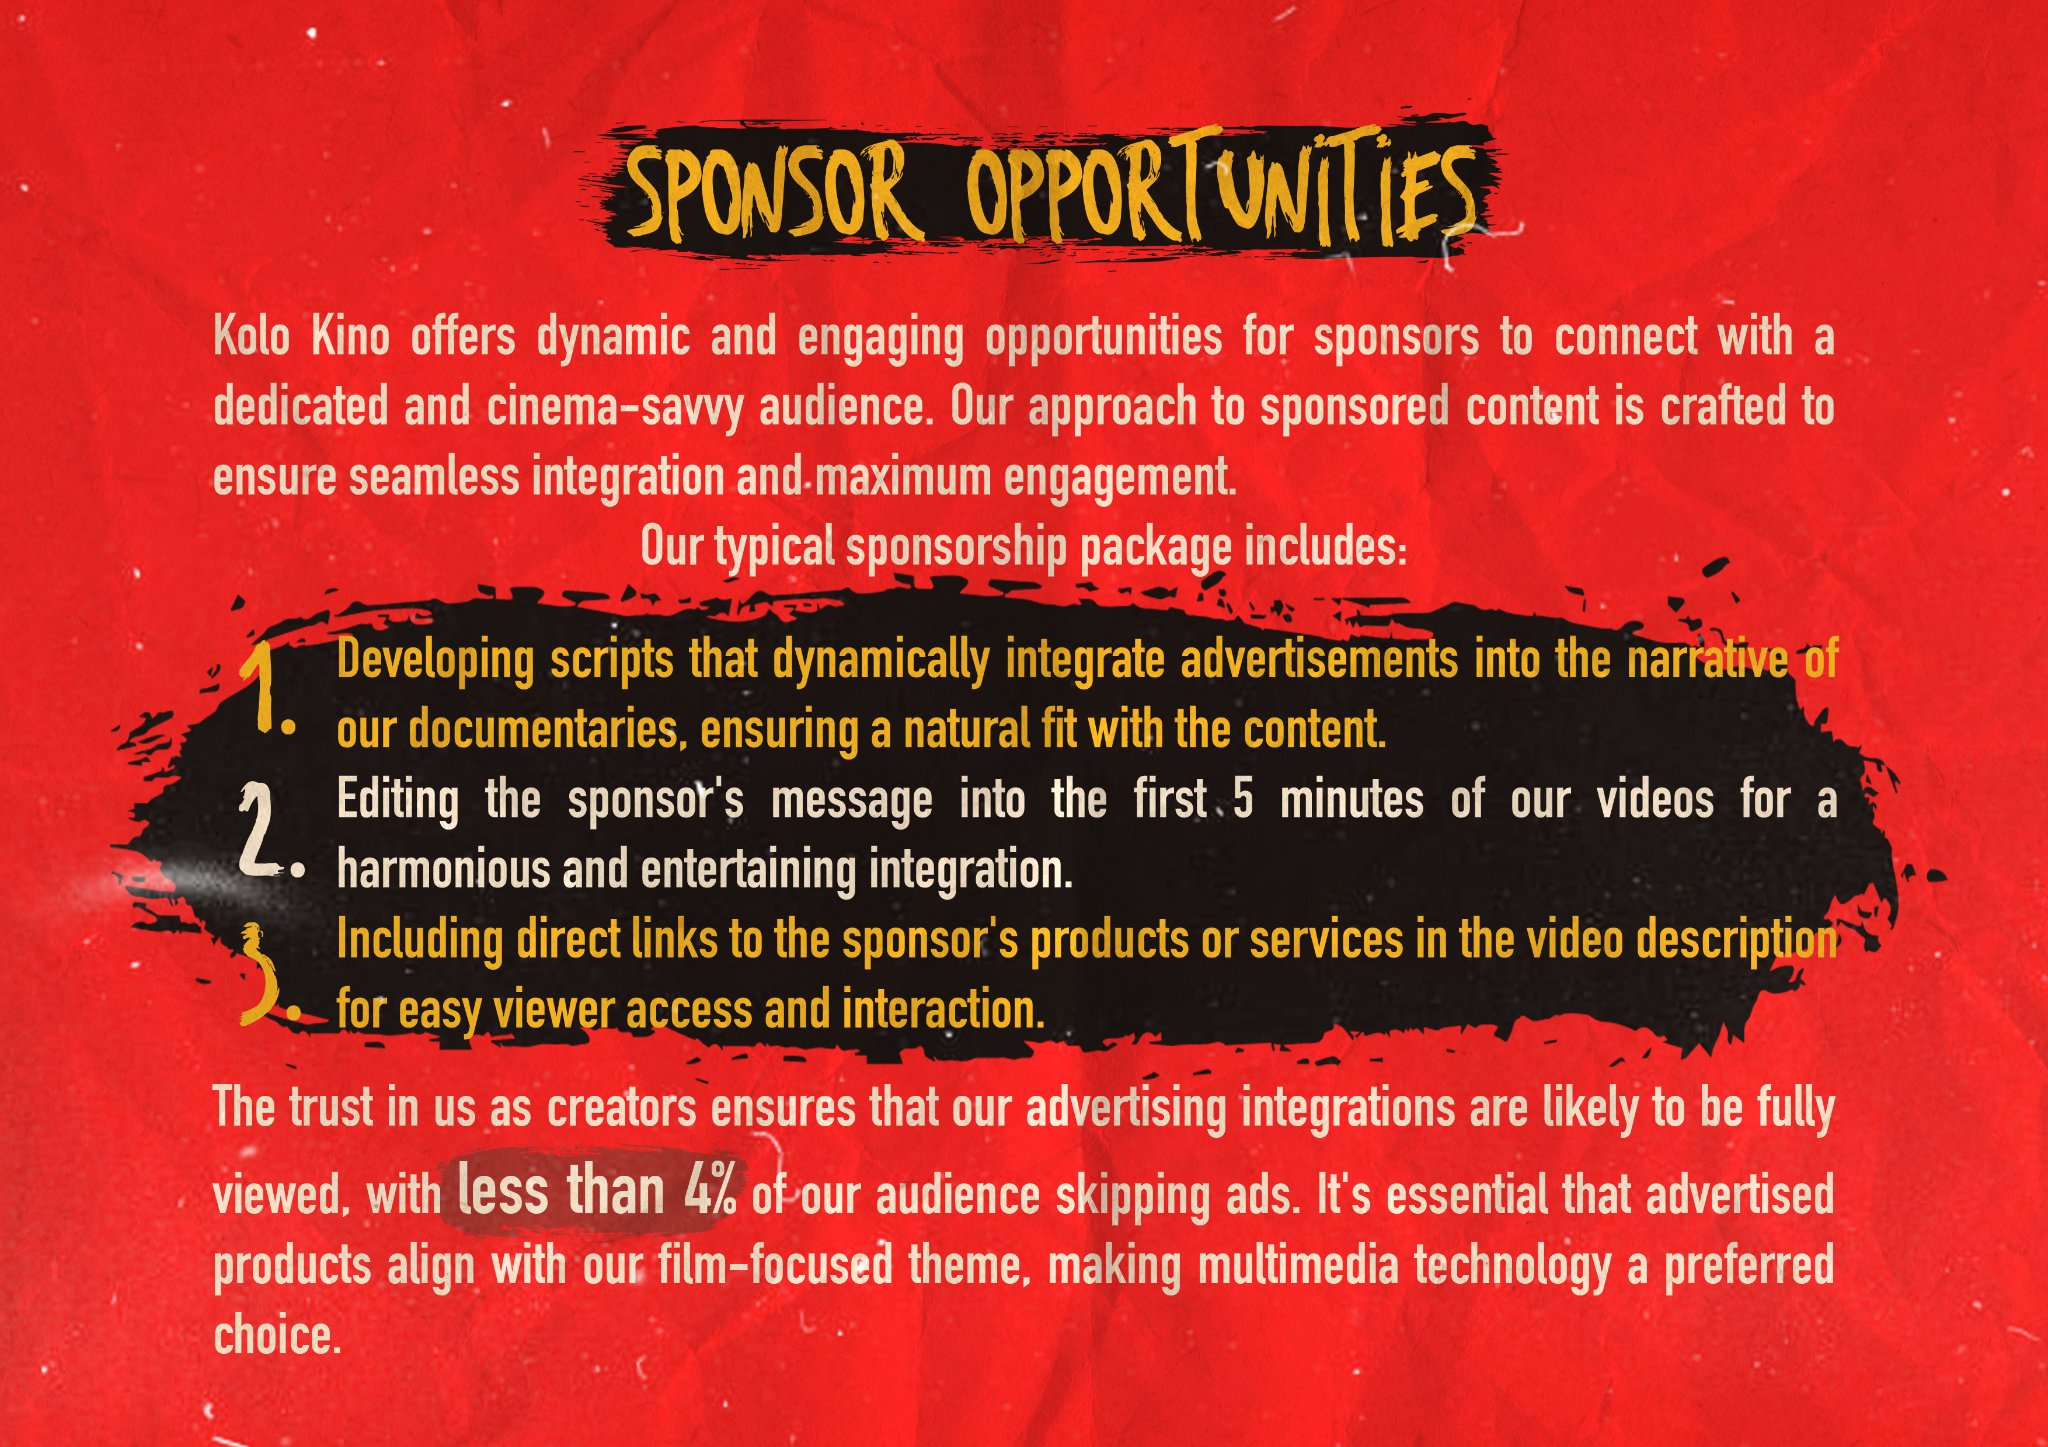 SPONSOR OPPORTUNITIES
Kolo Kino offers dynamic and engaging opportunities for sponsors to connect with a
dedicated and cinema-savvy audience. Our approach to sponsored content is crafted to
ensure seamless integration and maximum engagement.
Our typical sponsorship package includes:
1. Developing scripts that dynamically integrate advertisements into the narrative of
our documentaries, ensuring a natural fit with the content.
2. Editing the sponsor's message into the first 5 minutes of our videos for a
harmonious and entertaining integration.
3. Including direct links to the sponsor's products or services in the video description
for easy viewer access and interaction.
The trust in us as creators ensures that our advertising integrations are likely to be fully
viewed, with less than 4% of our audience skipping ads. It's essential that advertised
products align with our film-focused theme, making multimedia technology a preferred
choice.